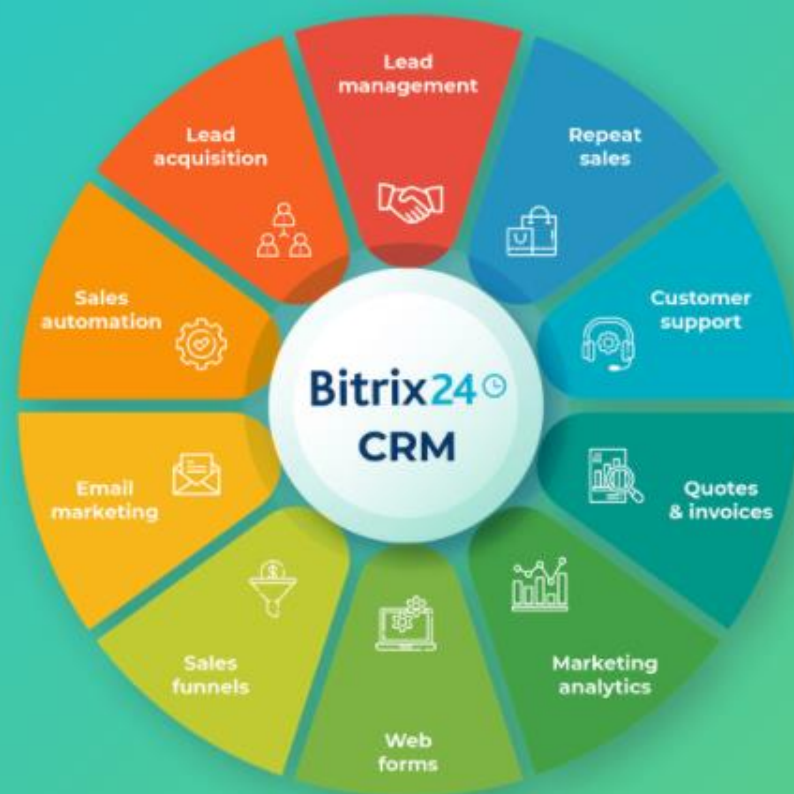 Lead
management
Repeat
sales
Customer
support
Quotes
& invoices
Marketing
analytics
Web
forms
Sales
funnels
Email
marketing
Sales
automation
Lead
acquisition
Bitrix24
CRM